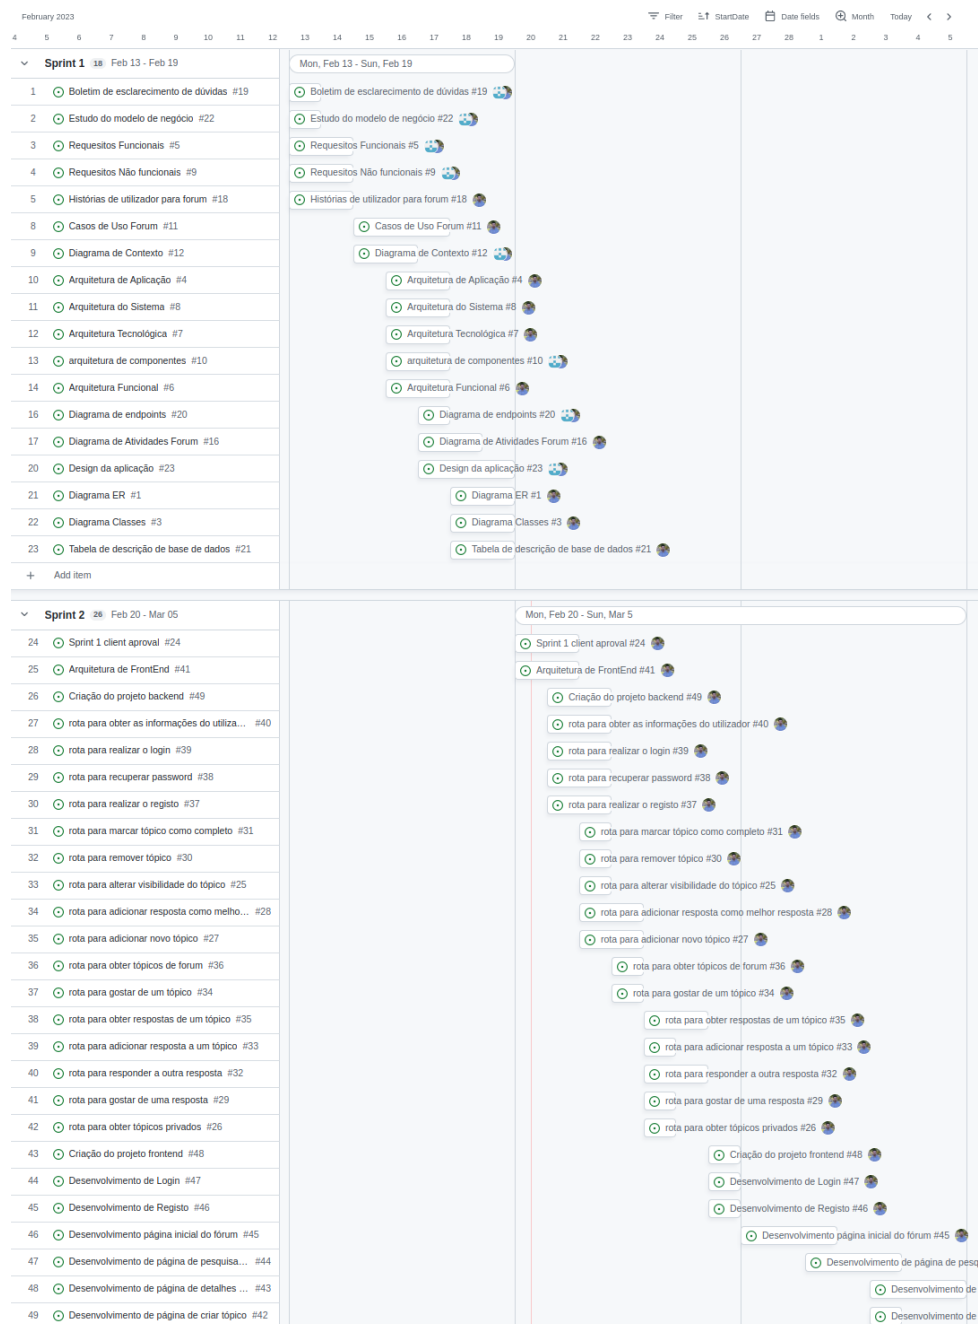 February 2023
Filter StartDate Date fields Month Today
4 5 6 7 8 9 10 11 12 13 14 15 16 17 18 19 20 21 22 23 24 25 26 27 28 1 2 3 4 5
Sprint 1 18 Feb 13 - Feb 19 Mon, Feb 13 - Sun, Feb 19
1 Boletim de esclarecimento de dúvidas #19 Boletim de esclarecimento de dúvidas #19
2 Estudo do modelo de negócio #22 Estudo do modelo de negócio #22
3 Requesitos Funcionais #5 Requesitos Funcionais #5
4 Requesitos Não funcionais #9 Requesitos Não funcionais #9
5 Histórias de utilizador para forum #18 Histórias de utilizador para forum #18
8 Casos de Uso Forum #11 Casos de Uso Forum #11
9 Diagrama de Contexto #12 Diagrama de Contexto #12
10 Arquitetura de Aplicação #4 Arquitetura de Aplicação #4
11 Arquitetura do Sistema #8 Arquitetura do Sistema #8
12 Arquitetura Tecnológica #7 Arquitetura Tecnológica #7
13 arquitetura de componentes #10 arquitetura de componentes #10
14 Arquitetura Funcional #6 Arquitetura Funcional #6
16 Diagrama de endpoints #20 Diagrama de endpoints #20
17 Diagrama de Atividades Forum #16 Diagrama de Atividades Forum #16
20 Design da aplicação #23 Design da aplicação #23
21 Diagrama ER #1 Diagrama ER #1
22 Diagrama Classes #3 Diagrama Classes #3
23 Tabela de descrição de base de dados #21 Tabela de descrição de base de dados #21
+ Add item
Sprint 2 26 Feb 20 - Mar 05 Mon, Feb 20 - Sun, Mar 5
24 Sprint 1 client aproval #24 Sprint 1 client aproval #24
25 Arquitetura de FrontEnd #41 Arquitetura de FrontEnd #41
26 Criação do projeto backend #49 Criação do projeto backend #49
27 rota para obter as informações do utiliza... #40 rota para obter as informações do utilizador #40
28 rota para realizar o login #39 rota para realizar o login #39
29 rota para recuperar password #38 rota para recuperar password #38
30 rota para realizar o registo #37 rota para realizar o registo #37
31 rota para marcar tópico como completo #31 rota para marcar tópico como completo #31
32 rota para remover tópico #30 rota para remover tópico #30
33 rota para alterar visibilidade do tópico #25 rota para alterar visibilidade do tópico #25
34 rota para adicionar resposta como melho... #28 rota para adicionar resposta como melhor resposta #28
35 rota para adicionar novo tópico #27 rota para adicionar novo tópico #27
36 rota para obter tópicos de forum #36 rota para obter tópicos de forum #36
37 rota para gostar de um tópico #34 rota para gostar de um tópico #34
38 rota para obter respostas de um tópico #35 rota para obter respostas de um tópico #35
39 rota para adicionar resposta a um tópico #33 rota para adicionar resposta a um tópico #33
40 rota para responder a outra resposta #32 rota para responder a outra resposta #32
41 rota para gostar de uma resposta #29 rota para gostar de uma resposta #29
42 rota para obter tópicos privados #26 rota para obter tópicos privados #26
43 Criação do projeto frontend #48 Criação do projeto frontend #48
44 Desenvolvimento de Login #47 Desenvolvimento de Login #47
45 Desenvolvimento de Registo #46 Desenvolvimento de Registo #46
46 Desenvolvimento página inicial do fórum #45 Desenvolvimento página inicial do fórum #45
47 Desenvolvimento de página de pesquisa... #44 Desenvolvimento de página de pesq
48 Desenvolvimento de página de detalhes ... #43 Desenvolvimento de
49 Desenvolvimento de página de criar tópico #42 Desenvolvimento de